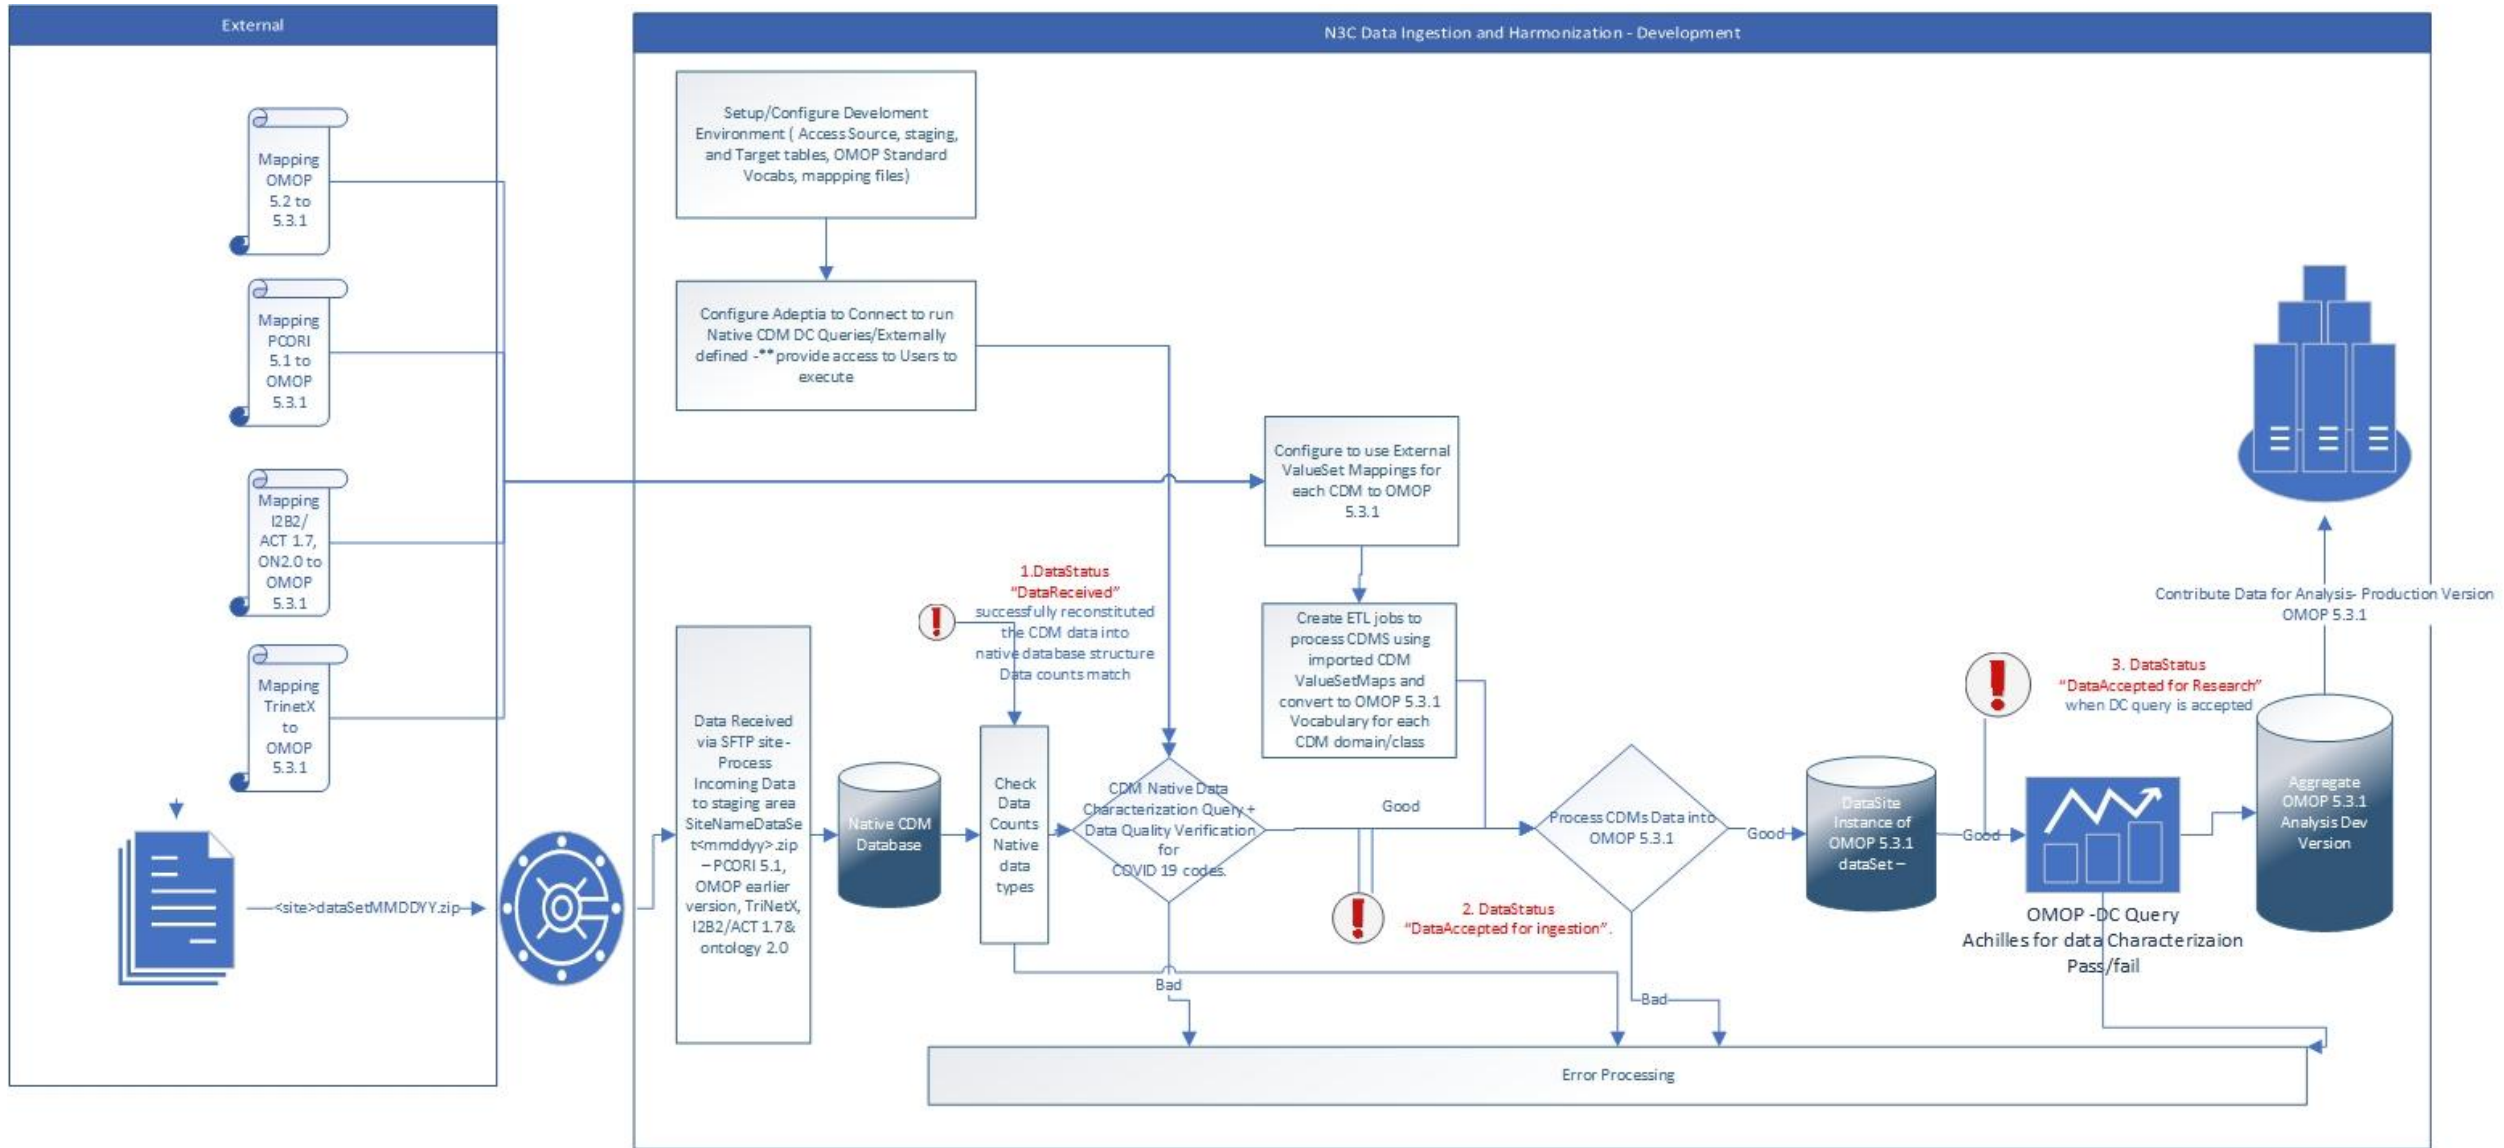 External
Mapping
OMOP
5.2 to
5.3.1
Mapping
PCORI
5.1 to
OMOP
5.3.1
Mapping
I2B2/
ACT 1.7,
ON2.0 to
OMOP
5.3.1
Mapping
TrinetX
to
OMOP
5.3.1
<site>dataSetMMDDYY.zip
N3C Data Ingestion and Harmonization - Development
Setup/Configure Develoment
Environment ( Access Source, staging,
and Target tables, OMOP Standard
Vocabs, mappping files)
Configure Adeptia to Connect to run
Native CDM DC Queries/Externally
defined -** provide access to Users to
execute
Configure to use External
ValueSet Mappings for
each CDM to OMOP
5.3.1
Create ETL jobs to
process CDMS using
imported CDM
ValueSetMaps and
convert to OMOP 5.3.1
Vocabulary for each
CDM domain/class
1.DataStatus
“DataReceived”
successfully reconstituted
the CDM data into
native database structure
Data counts match
Data Received
via SFTP site -
Process
Incoming Data
to staging area
SiteNameDataSe
t<mmddyy>.zip
– PCORI 5.1,
OMOP earlier
version, TriNetX,
I2B2/ACT 1.7&
ontology 2.0
Native CDM
Database
Check
Data
Counts
Native
data
types
CDM Native Data
Characterization Query +
Data Quality Verification
for
COVID 19 codes.
Good
Bad
2. DataStatus
“DataAccepted for ingestion”.
Process CDMs Data into
OMOP 5.3.1
Good
Bad
DataSite
Instance of
OMOP 5.3.1
dataSet –
Good
3. DataStatus
“DataAccepted for Research”
when DC query is accepted
OMOP -DC Query
Achilles for data Characterizaion
Pass/fail
Aggregate
OMOP 5.3.1
Analysis Dev
Version
Contribute Data for Analysis- Production Version
OMOP 5.3.1
Error Processing